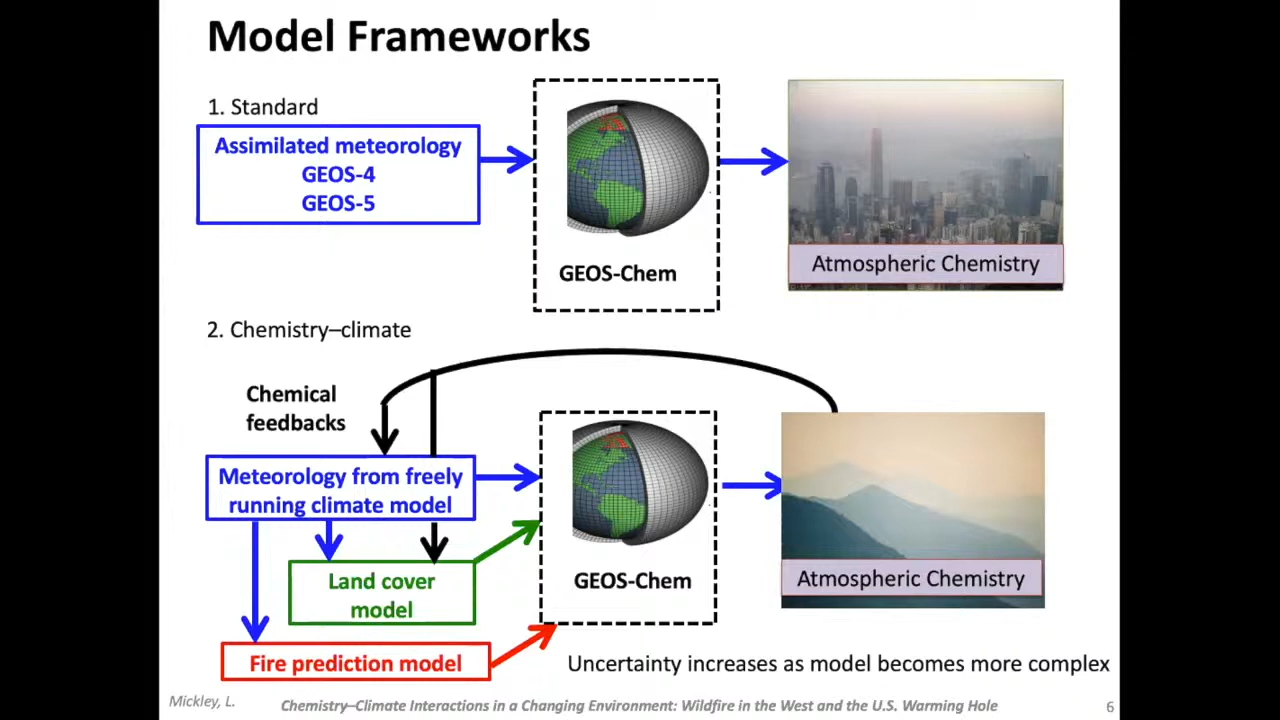 Model Frameworks
1. Standard
Assimilated meteorology
GEOS-4
GEOS-5
GEOS-Chem
Atmospheric Chemistry
2. Chemistry–climate
Chemical
feedbacks
Meteorology from freely
running climate model
Land cover
model
Fire prediction model
GEOS-Chem
Atmospheric Chemistry
Uncertainty increases as model becomes more complex
Mickley, L.
Chemistry–Climate Interactions in a Changing Environment: Wildfire in the West and the U.S. Warming Hole
6